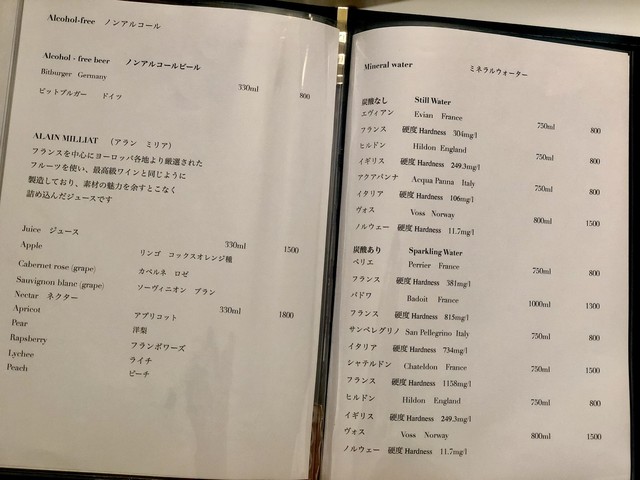 Alcohol-free ノンアルコール
Alcohol - free beer ノンアルコールビール
Bitburger Germany
ビットブルガー ドイツ 330ml 800
ALAIN MILLIAT （アラン ミリア）
フランスを中心にヨーロッパ各地より厳選された
フルーツを使い、最高級ワインと同じように
製造しており、素材の魅力を余すとこなく
詰め込んだジュースです
Juice ジュース 330ml 1500
Apple リンゴ コックスオレンジ種
Cabernet rose (grape) カベルネ ロゼ
Sauvignon blanc (grape) ソーヴィニオン ブラン
Nectar ネクター 330ml 1800
Apricot アプリコット
Pear 洋梨
Rapsberry フランボワーズ
Lychee ライチ
Peach ピーチ
Mineral water ミネラルウォーター
炭酸なし Still Water
エヴィアン Evian France 750ml 800
フランス 硬度 Hardness 304mg/l
ヒルドン Hildon England 750ml 800
イギリス 硬度 Hardness 249.3mg/l
アクアパンナ Acqua Panna Italy 750ml 800
イタリア 硬度 Hardness 106mg/l
ヴォス Voss Norway 800ml 1500
ノルウェー 硬度 Hardness 11.7mg/l
炭酸あり Sparkling Water
ペリエ Perrier France 750ml 800
フランス 硬度 Hardness 381mg/l
バドワ Badoit France 1000ml 1300
フランス 硬度 Hardness 815mg/l
サンペレグリノ San Pellegrino Italy 750ml 800
イタリア 硬度 Hardness 734mg/l
シャテルドン Chateldon France 750ml 1500
フランス 硬度 Hardness 1158mg/l
ヒルドン Hildon England 750ml 800
イギリス 硬度 Hardness 249.3mg/l
ヴォス Voss Norway 800ml 1500
ノルウェー 硬度 Hardness 11.7mg/l